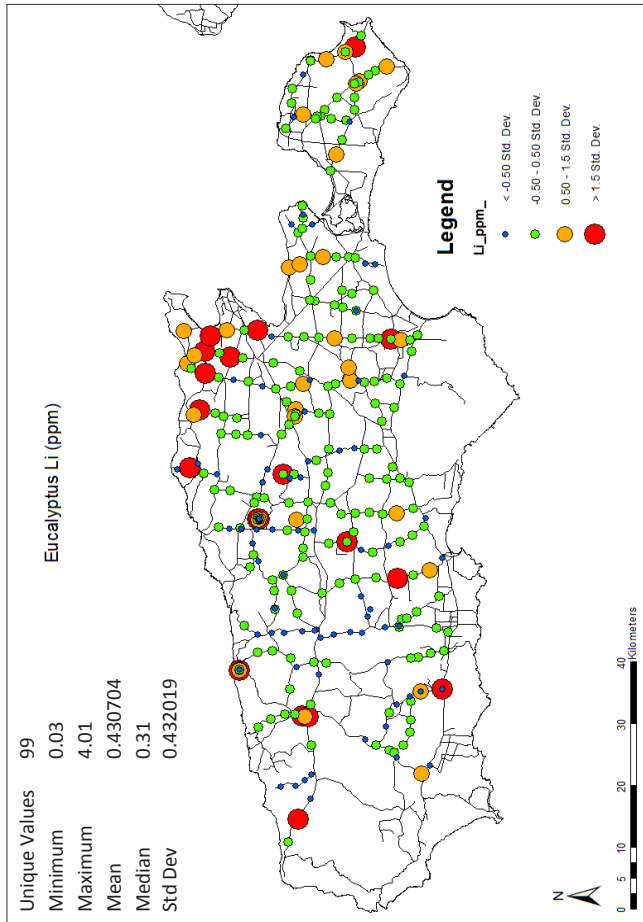 Unique Values 99
Minimum 0.03
Maximum 4.01
Mean 0.430704
Median 0.31
Std Dev 0.432019
Eucalyptus Li (ppm)
Legend
Li_ppm_
< -0.50 Std. Dev.
-0.50 - 0.50 Std. Dev.
0.50 - 1.5 Std. Dev.
> 1.5 Std. Dev.
N
0 5 10 20 30 40
Kilometers